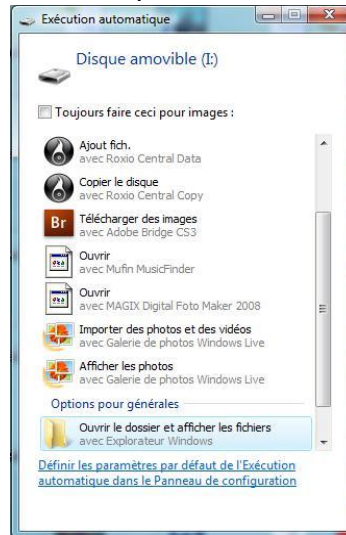 Exécution automatique
Disque amovible (I:)
Toujours faire ceci pour images :
Ajout fich.
avec Roxio Central Data
Copier le disque
avec Roxio Central Copy
Br
Télécharger des images
avec Adobe Bridge CS3
Ouvrir
avec Mufin MusicFinder
Ouvrir
avec MAGIX Digital Foto Maker 2008
Importer des photos et des vidéos
avec Galerie de photos Windows Live
Afficher les photos
avec Galerie de photos Windows Live
Options pour générales
Ouvrir le dossier et afficher les fichiers
avec Explorateur Windows
Définir les paramètres par défaut de l'Exécution
automatique dans le Panneau de configuration